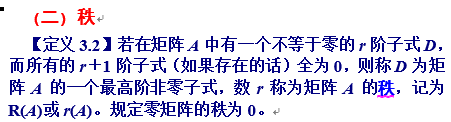 (二) 秩
【定义 3.2】若在矩阵 A 中有一个不等于零的 r 阶子式 D，
而所有的 r＋1 阶子式（如果存在的话）全为 0，则称 D 为矩
阵 A 的一个最高阶非零子式，数 r 称为矩阵 A 的秩，记为
R(A)或 r(A)。规定零矩阵的秩为 0。